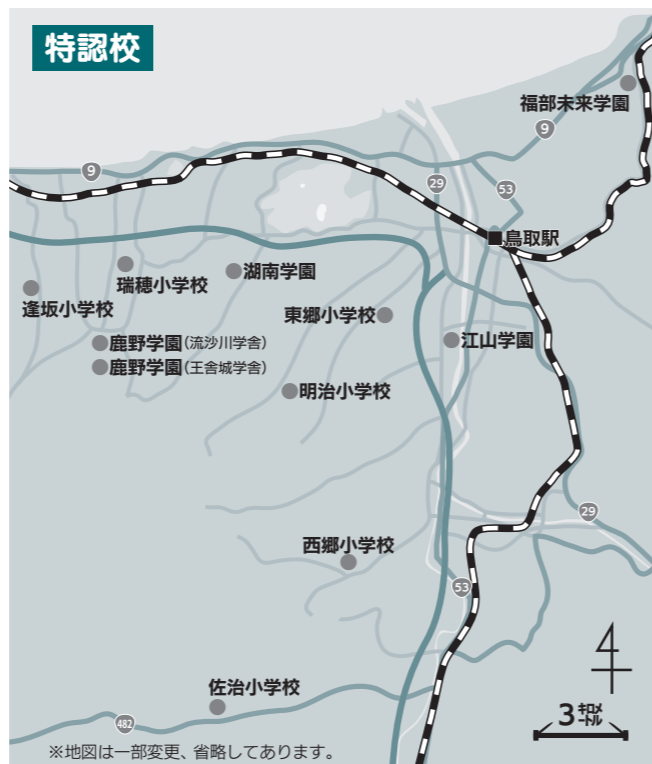 特認校
福部未来学園
9
9
29
53
鳥取駅
瑞穂小学校
湖南学園
逢坂小学校
東郷小学校
鹿野学園(流沙川学舎)
江山学園
鹿野学園(王舎城学舎)
明治小学校
29
西郷小学校
53
佐治小学校
3㌔㍍
482
※地図は一部変更、省略してあります。